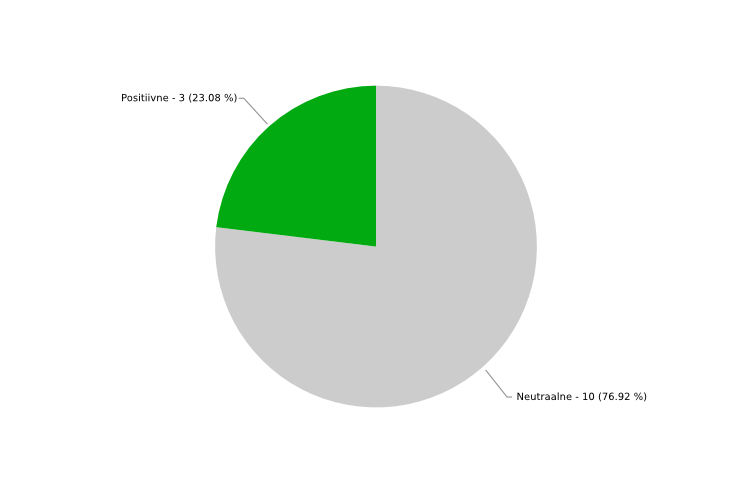 Positiivne - 3 (23.08 %)
Neutraalne - 10 (76.92 %)